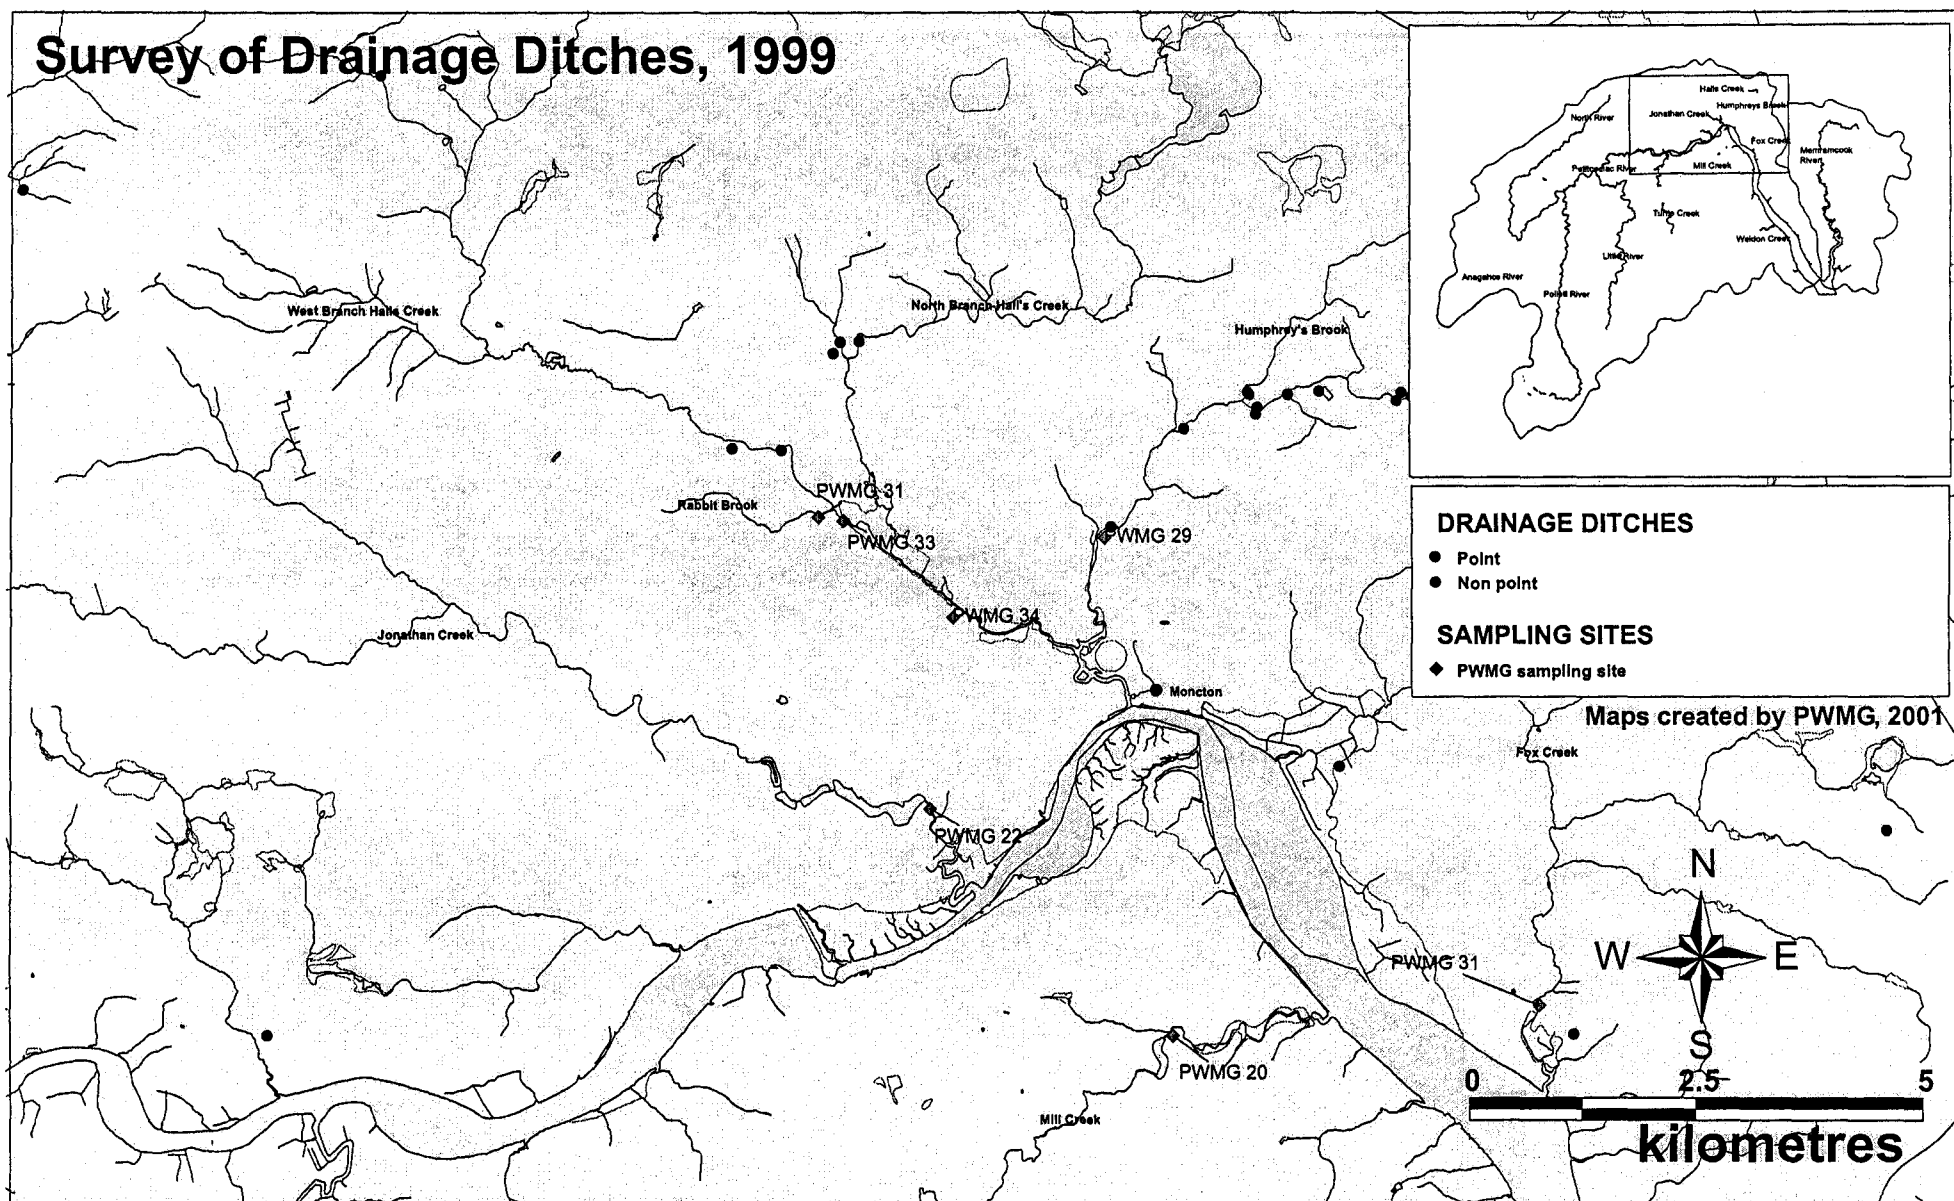 Survey of Drainage Ditches, 1999
Halls Creek
Humphreys Brook
North River
Jonathan Creek
Fox Creek
Memramcook
River
Petitcodiac River
Mill Creek
Turtle Creek
Weldon Creek
Little River
Anagance River
Pollett River
West Branch Halls Creek
North Branch Hall's Creek
Humphrey's Brook
PWMG 31
Rabbit Brook
PWMG 33
PWMG 29
PWMG 34
Jonathan Creek
Moncton
DRAINAGE DITCHES
Point
Non point
SAMPLING SITES
PWMG sampling site
Maps created by PWMG, 2001
Fox Creek
PWMG 22
N
W
E
S
PWMG 31
PWMG 20
Mill Creek
0
2.5
5
kilometres